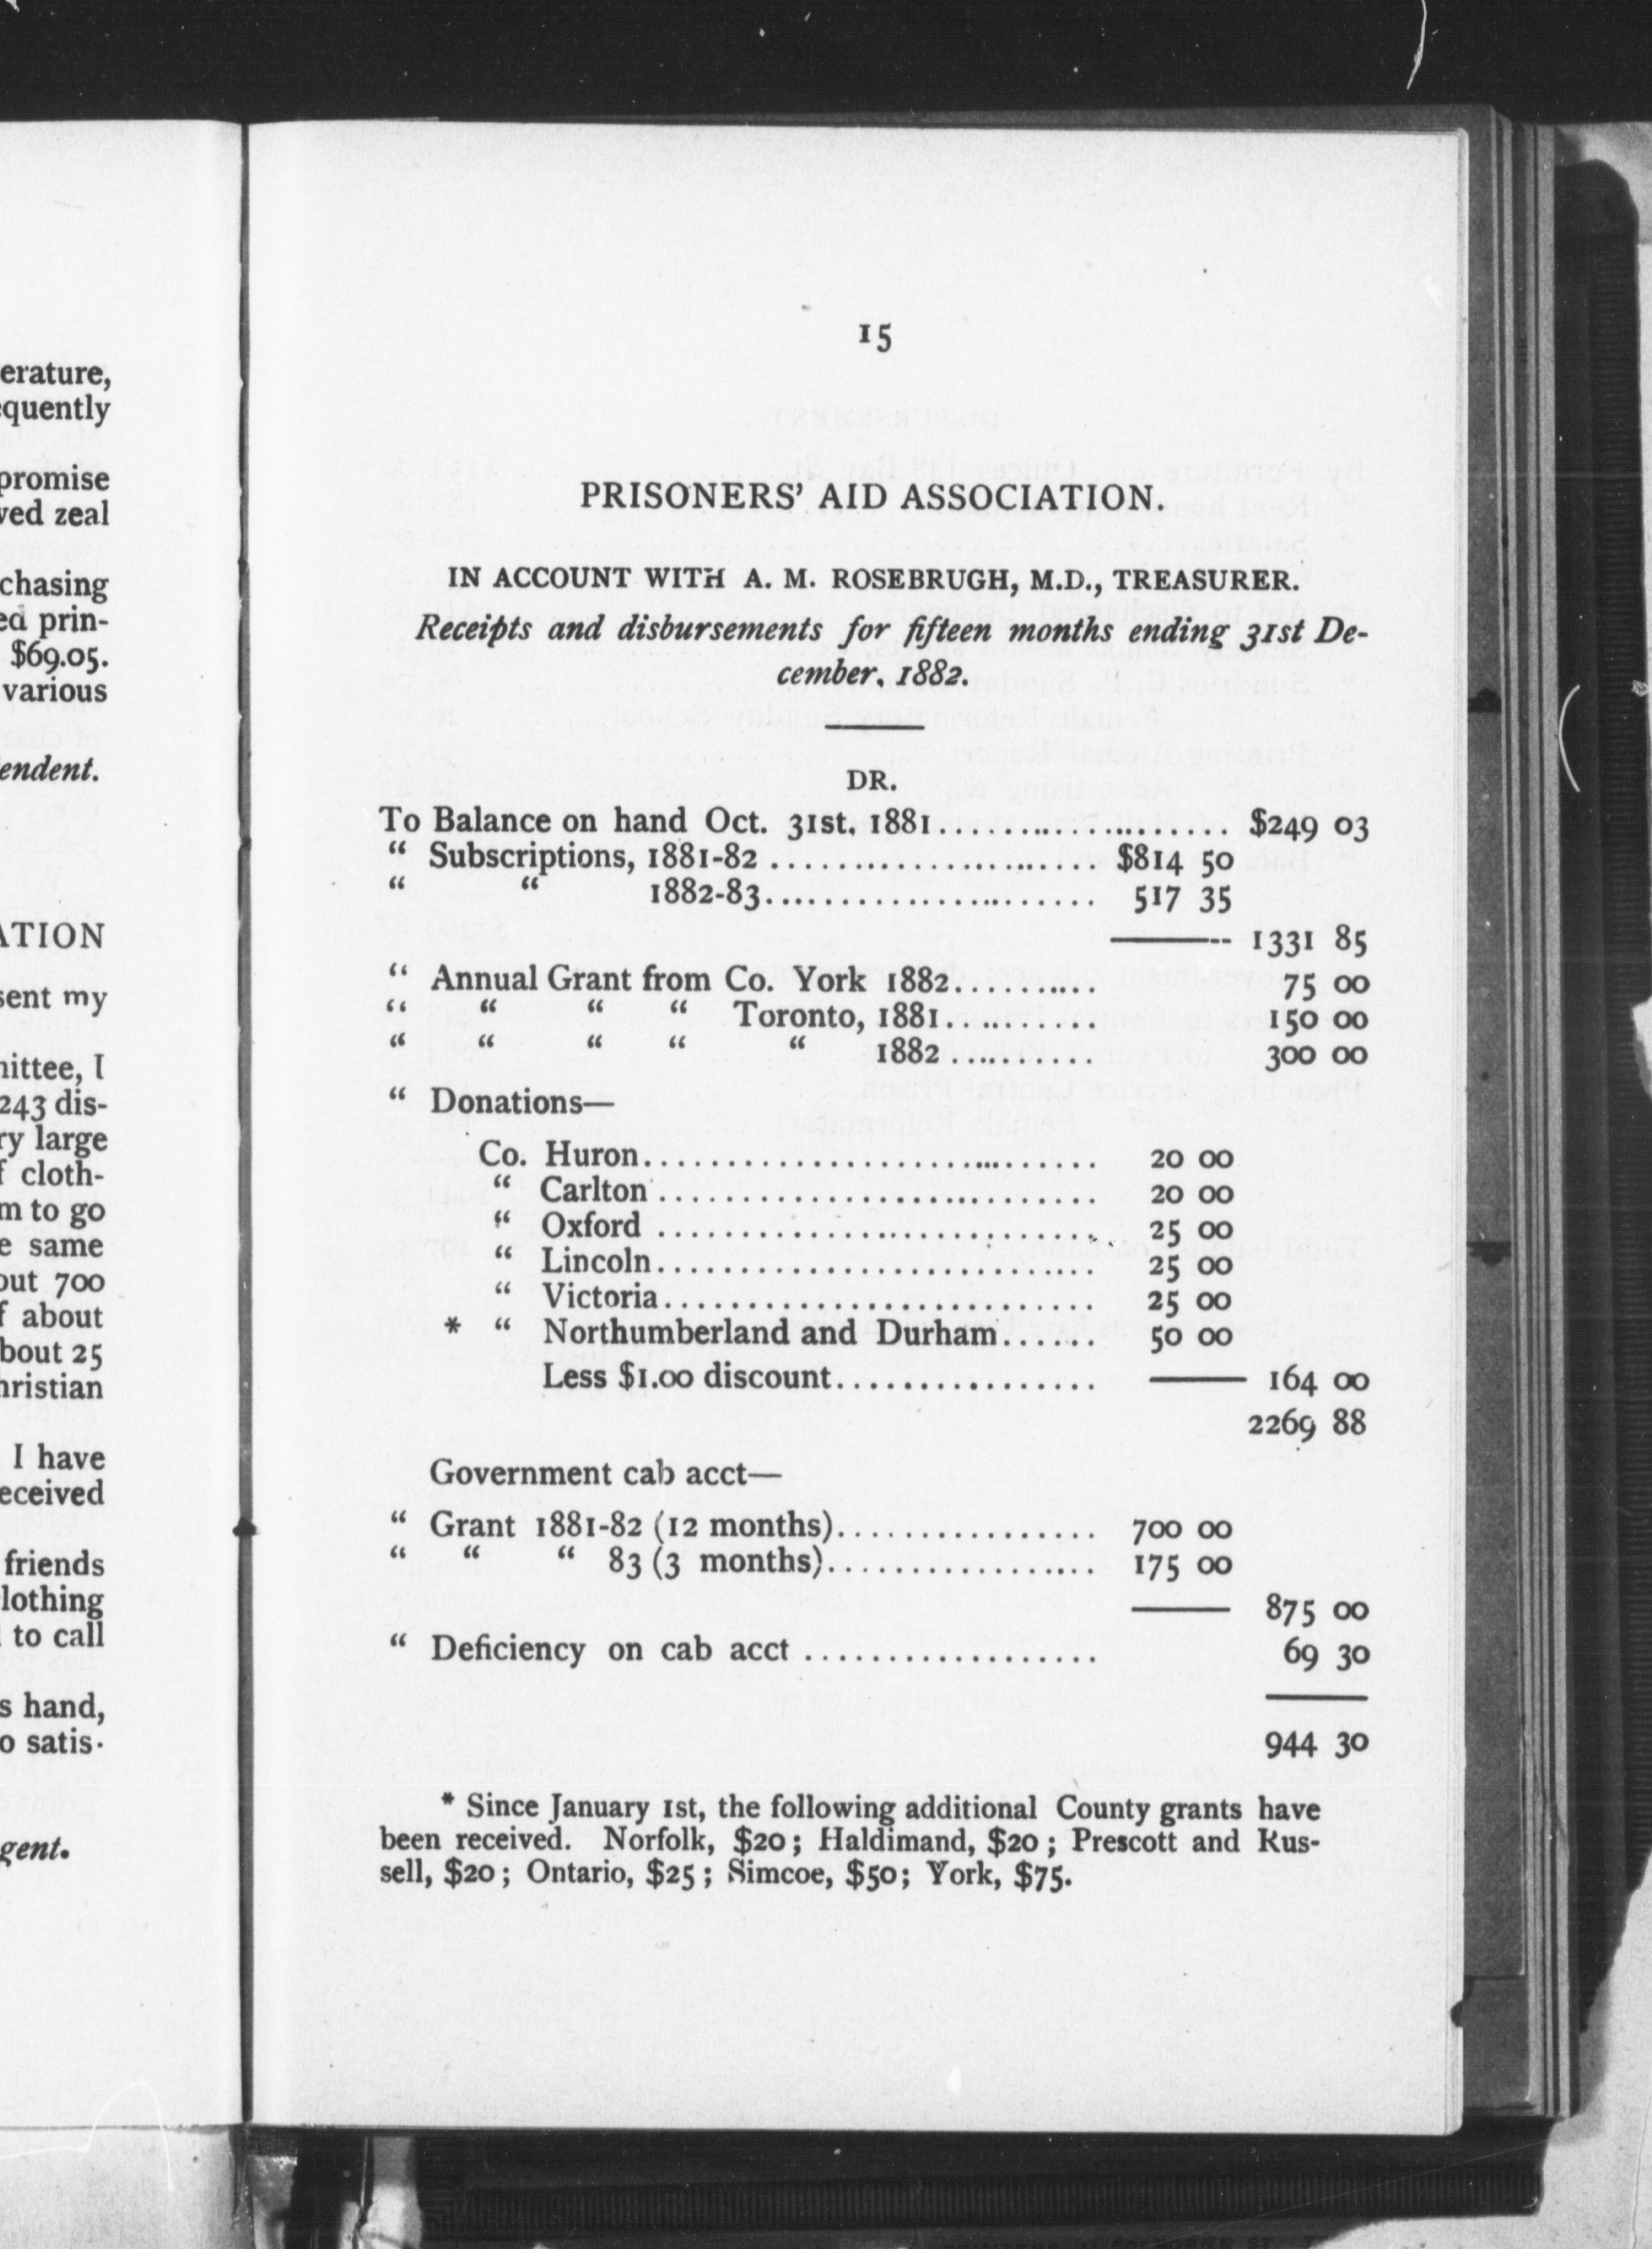 erature,
equently
promise
ved zeal
chasing
ed prin-
$69.05.
various
endent.
ATION
sent my
mittee, I
243 dis-
ry large
f cloth-
m to go
e same
out 700
f about
bout 25
hristian
I have
eceived
friends
lothing
to call
s hand,
o satis-
gent.
15
PRISONERS' AID ASSOCIATION.
IN ACCOUNT WITH A. M. ROSEBRUGH, M.D., TREASURER.
Receipts and disbursements for fifteen months ending 31st De-
cember, 1882.
DR.
To Balance on hand Oct. 31st, 1881.......................... $249 03
“ Subscriptions, 1881-82 .............................. $814 50
“ “ 1882-83.............................. 517 35
1331 85
“ Annual Grant from Co. York 1882.......... 75 00
“ “ “ “ Toronto, 1881........... 150 00
“ “ “ “ “ 1882 .......... 300 00
“ Donations—
Co. Huron.............................. 20 00
“ Carlton .............................. 20 00
“ Oxford .............................. 25 00
“ Lincoln.............................. 25 00
“ Victoria.............................. 25 00
* “ Northumberland and Durham...... 50 00
Less $1.00 discount................. 164 00
2269 88
Government cab acct—
“ Grant 1881-82 (12 months)................ 700 00
“ “ “ 83 (3 months)................. 175 00
875 00
“ Deficiency on cab acct .................. 69 30
944 30
* Since January 1st, the following additional County grants have
been received. Norfolk, $20 ; Haldimand, $20 ; Prescott and Rus-
sell, $20 ; Ontario, $25 ; Simcoe, $50; York, $75.